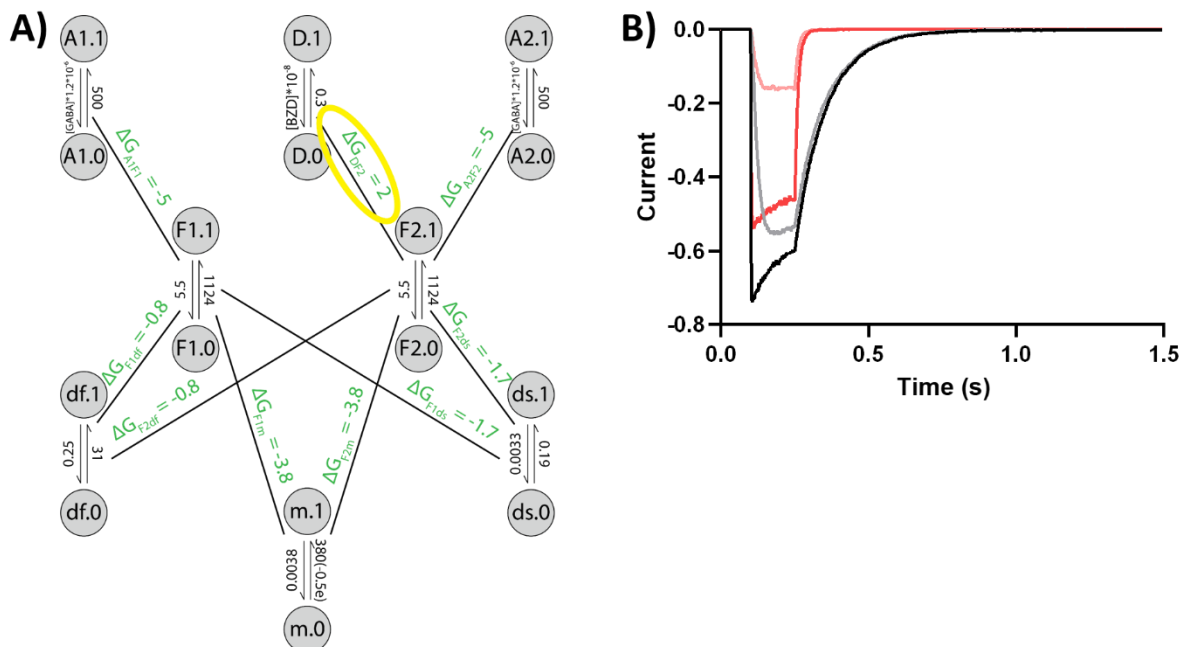 A)
A1.1
[GABA]*1.2*10⁻⁶
500
A1.0
D.1
[BZD]*10⁻⁸
0.3
D.0
A2.1
[GABA]*1.2*10⁻⁶
500
A2.0
ΔG_A1F1 = -5
ΔG_DF2 = 2
ΔG_A2F2 = -5
F1.1
5.5
1124
F1.0
F2.1
5.5
1124
F2.0
ΔG_F1df = -0.8
ΔG_F2df = -0.8
ΔG_F1m = -3.8
ΔG_F2m = -3.8
ΔG_F1ds = -1.7
ΔG_F2ds = -1.7
df.1
0.25
31
df.0
ds.1
0.0033
0.19
ds.0
m.1
0.0038
380(-0.5e)
m.0
B)
0.0
-0.2
-0.4
-0.6
-0.8
Current
0.0
0.5
1.0
1.5
Time (s)